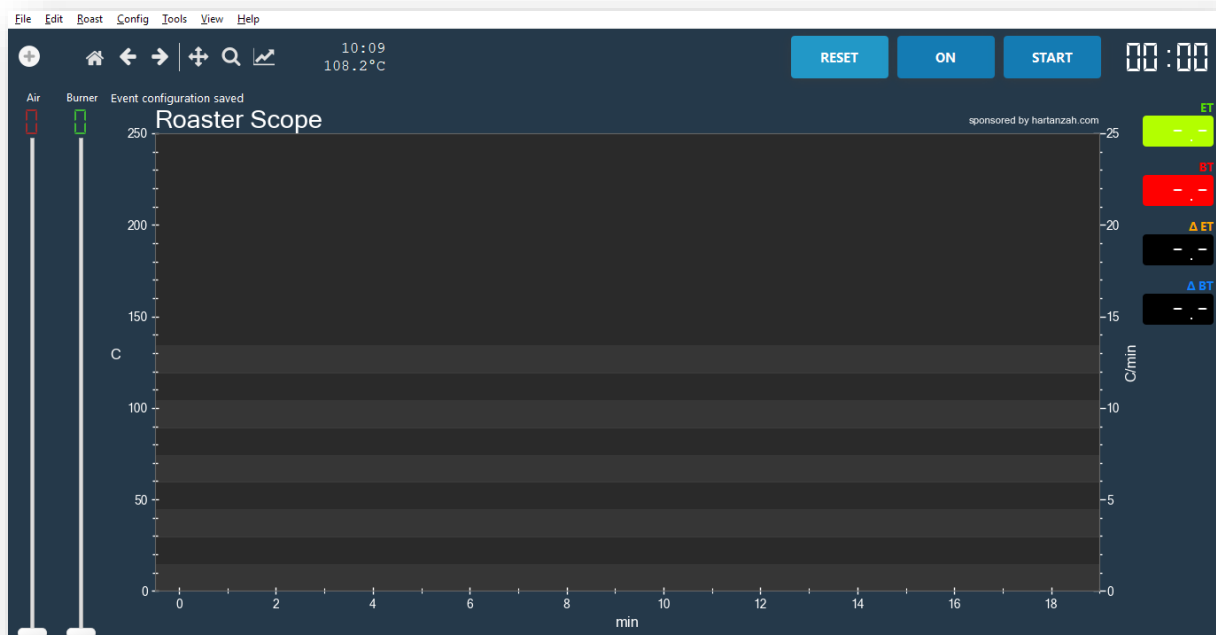 File Edit Roast Config Tools View Help
10:09
108.2°C
RESET ON START 00:00
Air Burner Event configuration saved
0 0
Roaster Scope
sponsored by hartanzah.com
ET
-.-
BT
-.-
Δ ET
-.-
Δ BT
-.-
250
200
150
100
50
0
C
25
20
15
10
5
0
C/min
0 2 4 6 8 10 12 14 16 18
min